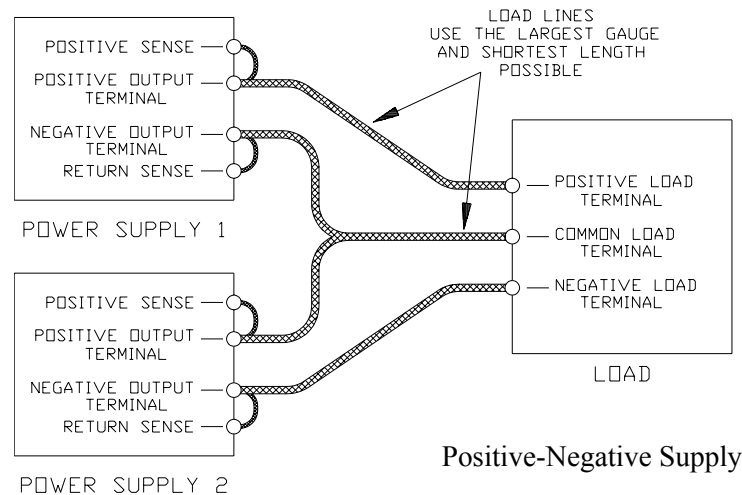 LOAD LINES
USE THE LARGEST GAUGE
AND SHORTEST LENGTH
POSSIBLE
POSITIVE SENSE
POSITIVE OUTPUT
TERMINAL
NEGATIVE OUTPUT
TERMINAL
RETURN SENSE
POWER SUPPLY 1
POSITIVE LOAD
TERMINAL
COMMON LOAD
TERMINAL
NEGATIVE LOAD
TERMINAL
LOAD
POSITIVE SENSE
POSITIVE OUTPUT
TERMINAL
NEGATIVE OUTPUT
TERMINAL
RETURN SENSE
POWER SUPPLY 2
Positive-Negative Supply